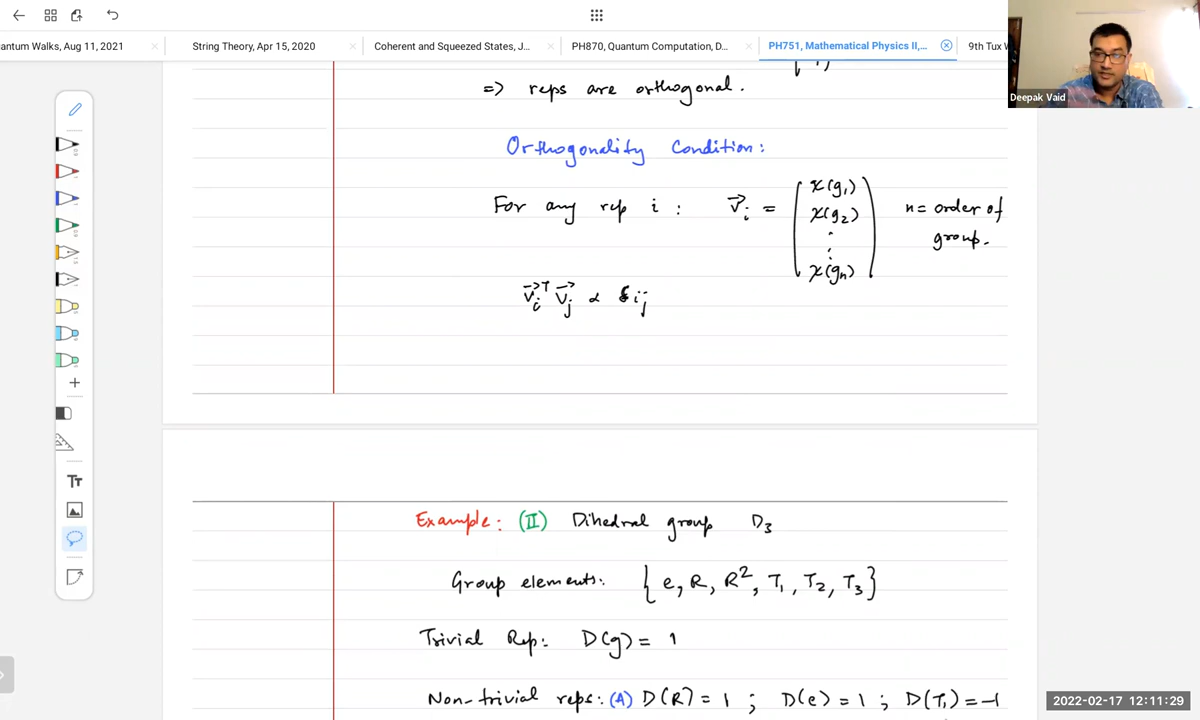 antum Walks, Aug 11, 2021
String Theory, Apr 15, 2020
Coherent and Squeezed States, J...
PH870, Quantum Computation, D...
PH751, Mathematical Physics II,...
9th Tux W
Deepak Vaid
=> reps are orthogonal.
Orthogonality Condition:
For any rep i : v⃗ᵢ = (χ(g₁) χ(g₂) ⋮ χ(gₙ)) n = order of group.
v⃗ᵢᵀ v⃗ⱼ ∝ δᵢⱼ
Example: (II) Dihedral group D₃
Group elements: {e, R, R², T₁, T₂, T₃}
Trivial Rep: D(g) = 1
Non-trivial reps: (A) D(R) = 1 ; D(e) = 1 ; D(T₁) = -1
Tт
2022-02-17 12:11:29